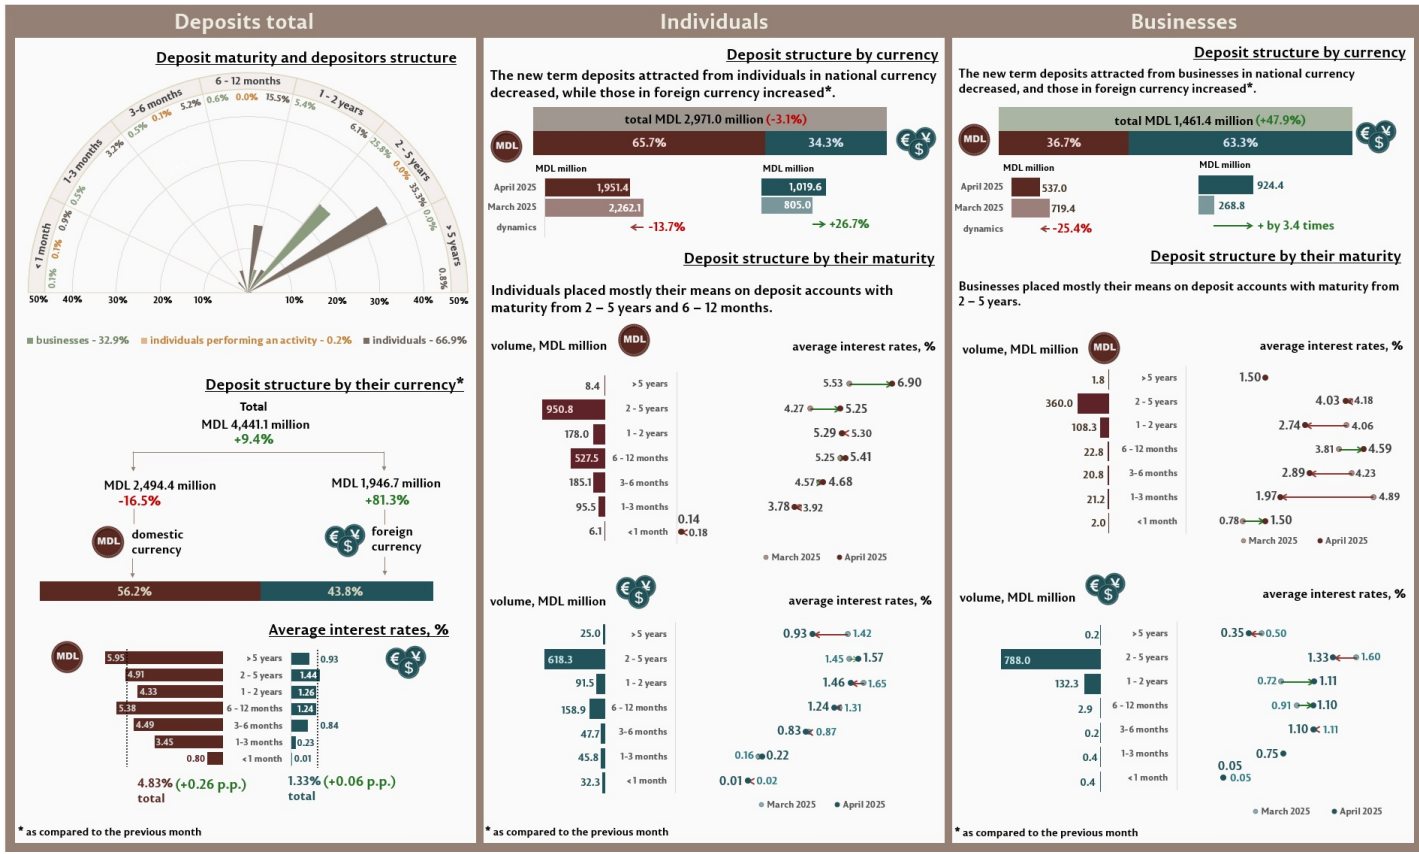 Deposits total
Deposit maturity and depositors structure
< 1 month
1-3 months
3-6 months
6 - 12 months
1 - 2 years
2 - 5 years
> 5 years
0.1%
0.1%
0.9%
0.5%
3.2%
0.5%
0.1%
5.2%
0.6%
0.0%
15.5%
5.4%
6.1%
25.8%
0.0%
35.3%
0.0%
0.8%
50% 40% 30% 20% 10% 10% 20% 30% 40% 50%
businesses - 32.9% individuals performing an activity - 0.2% individuals - 66.9%
Deposit structure by their currency*
Total
MDL 4,441.1 million
+9.4%
MDL 2,494.4 million
-16.5%
MDL 1,946.7 million
+81.3%
MDL
domestic
currency
€ ¥ $
foreign
currency
56.2% 43.8%
Average interest rates, %
MDL
€ ¥ $
5.95 > 5 years 0.93
4.91 2 - 5 years 1.44
4.33 1 - 2 years 1.26
5.38 6 - 12 months 1.24
4.49 3-6 months 0.84
3.45 1-3 months 0.23
0.80 < 1 month 0.01
4.83% (+0.26 p.p.)
total
1.33% (+0.06 p.p.)
total
* as compared to the previous month
Individuals
Deposit structure by currency
The new term deposits attracted from individuals in national currency
decreased, while those in foreign currency increased*.
total MDL 2,971.0 million (-3.1%)
MDL 65.7% 34.3% € ¥ $
MDL million MDL million
April 2025 1,951.4 1,019.6
March 2025 2,262.1 805.0
dynamics -13.7% +26.7%
Deposit structure by their maturity
Individuals placed mostly their means on deposit accounts with
maturity from 2 – 5 years and 6 – 12 months.
volume, MDL million MDL average interest rates, %
8.4 > 5 years 5.53 6.90
950.8 2 - 5 years 4.27 5.25
178.0 1 - 2 years 5.29 5.30
527.5 6 - 12 months 5.25 5.41
185.1 3-6 months 4.57 4.68
95.5 1-3 months 3.78 3.92
6.1 < 1 month 0.14 0.18
March 2025 April 2025
volume, MDL million € ¥ $ average interest rates, %
25.0 > 5 years 0.93 1.42
618.3 2 - 5 years 1.45 1.57
91.5 1 - 2 years 1.46 1.65
158.9 6 - 12 months 1.24 1.31
47.7 3-6 months 0.83 0.87
45.8 1-3 months 0.16 0.22
32.3 < 1 month 0.01 0.02
March 2025 April 2025
* as compared to the previous month
Businesses
Deposit structure by currency
The new term deposits attracted from businesses in national currency
decreased, and those in foreign currency increased*.
total MDL 1,461.4 million (+47.9%)
MDL 36.7% 63.3% € ¥ $
MDL million MDL million
April 2025 537.0 924.4
March 2025 719.4 268.8
dynamics -25.4% + by 3.4 times
Deposit structure by their maturity
Businesses placed mostly their means on deposit accounts with maturity from
2 – 5 years.
volume, MDL million MDL average interest rates, %
1.8 > 5 years 1.50
360.0 2 - 5 years 4.03 4.18
108.3 1 - 2 years 2.74 4.06
22.8 6 - 12 months 3.81 4.59
20.8 3-6 months 2.89 4.23
21.2 1-3 months 1.97 4.89
2.0 < 1 month 0.78 1.50
March 2025 April 2025
volume, MDL million € ¥ $ average interest rates, %
0.2 > 5 years 0.35 0.50
788.0 2 - 5 years 1.33 1.60
132.3 1 - 2 years 0.72 1.11
2.9 6 - 12 months 0.91 1.10
0.2 3-6 months 1.10 1.11
0.4 1-3 months 0.75
0.4 < 1 month 0.05 0.05
March 2025 April 2025
* as compared to the previous month